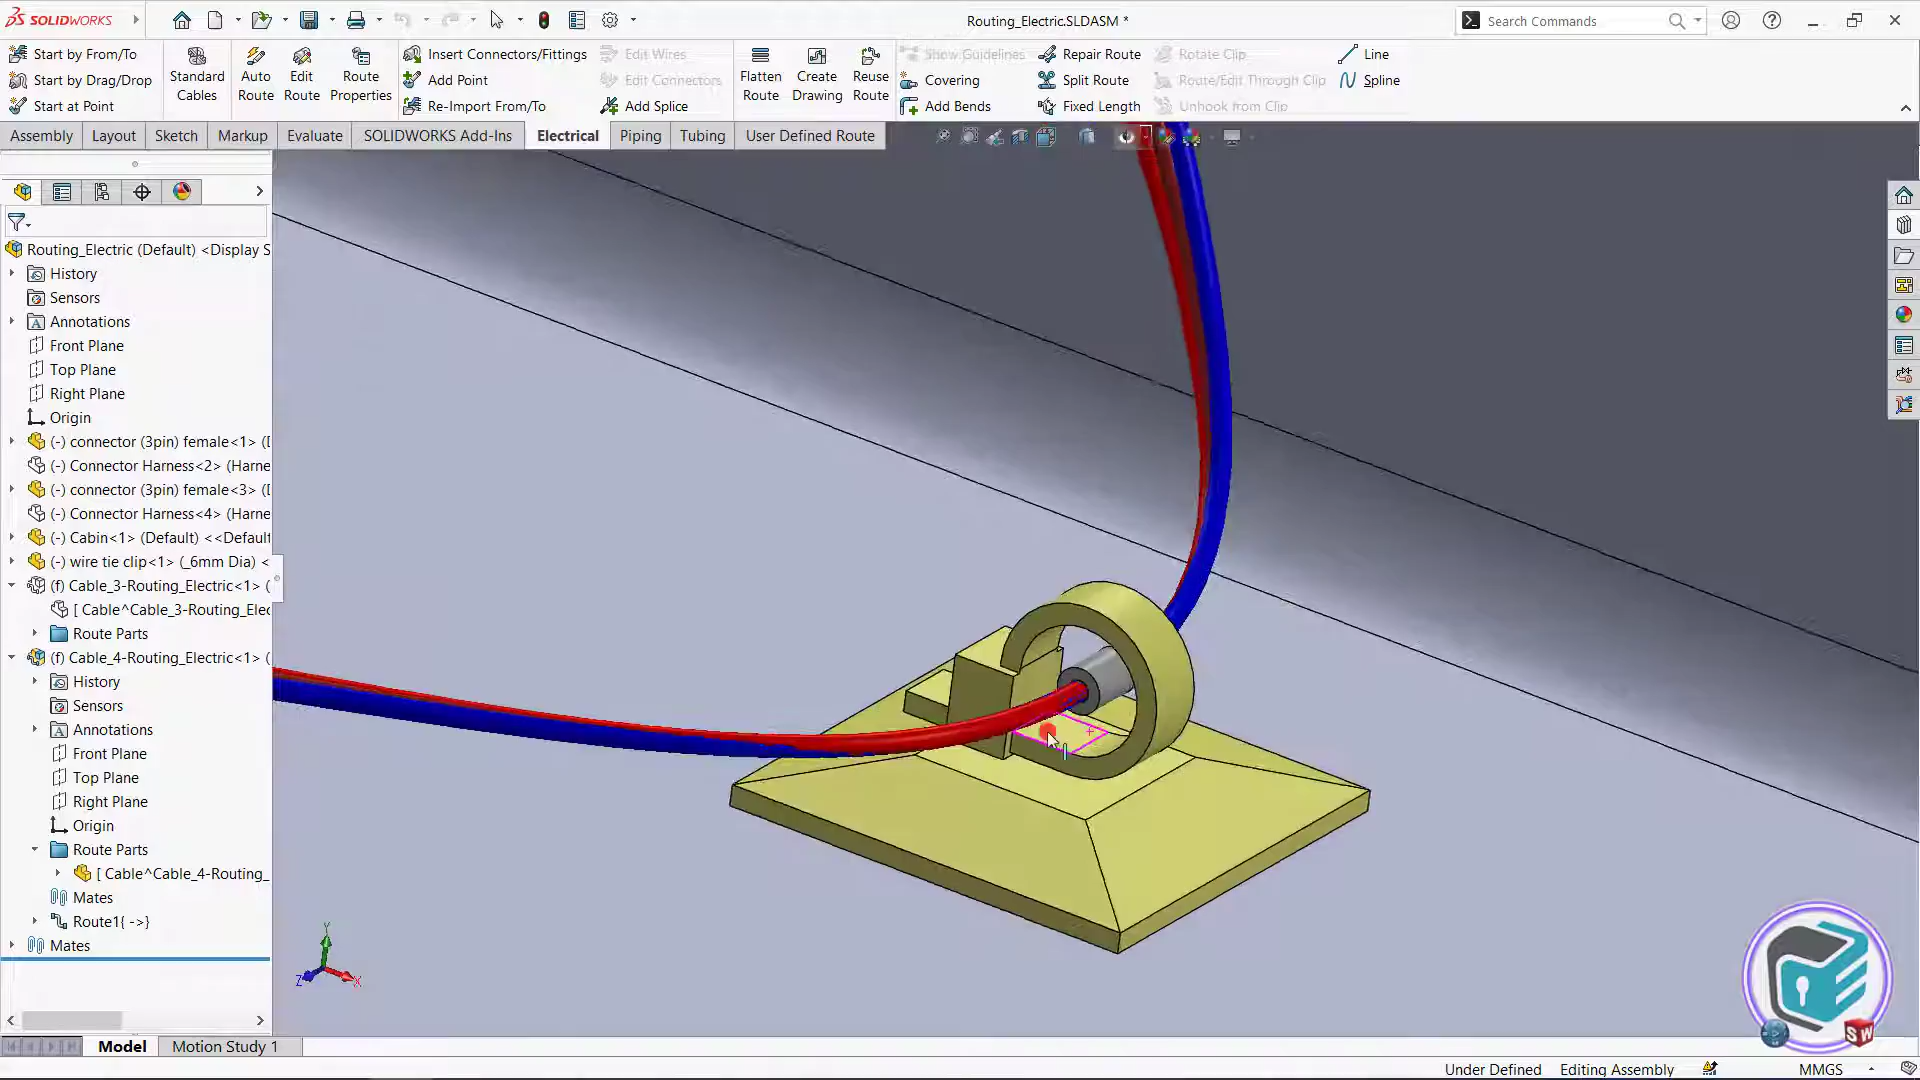 SOLIDWORKS
Routing_Electric.SLDASM *
Search Commands
Start by From/To
Start by Drag/Drop
Start at Point
Standard Cables
Auto Route
Edit Route
Route Properties
Insert Connectors/Fittings
Add Point
Re-Import From/To
Edit Wires
Edit Connectors
Add Splice
Flatten Route
Create Drawing
Reuse Route
Show Guidelines
Covering
Add Bends
Repair Route
Split Route
Fixed Length
Rotate Clip
Route/Edit Through Clip
Unhook from Clip
Line
Spline
Assembly
Layout
Sketch
Markup
Evaluate
SOLIDWORKS Add-Ins
Electrical
Piping
Tubing
User Defined Route
Routing_Electric (Default) <Display S
History
Sensors
Annotations
Front Plane
Top Plane
Right Plane
Origin
(-) connector (3pin) female<1> (
(-) Connector Harness<2> (Harne
(-) connector (3pin) female<3> (
(-) Connector Harness<4> (Harne
(-) Cabin<1> (Default) <<Default
(-) wire tie clip<1> (_6mm Dia) <
(f) Cable_3-Routing_Electric<1> (
[ Cable^Cable_3-Routing_Elec
Route Parts
(f) Cable_4-Routing_Electric<1> (
History
Sensors
Annotations
Front Plane
Top Plane
Right Plane
Origin
Route Parts
[ Cable^Cable_4-Routing_
Mates
Route1{ ->}
Mates
Y
Z
X
SW
Model
Motion Study 1
Under Defined
Editing Assembly
MMGS